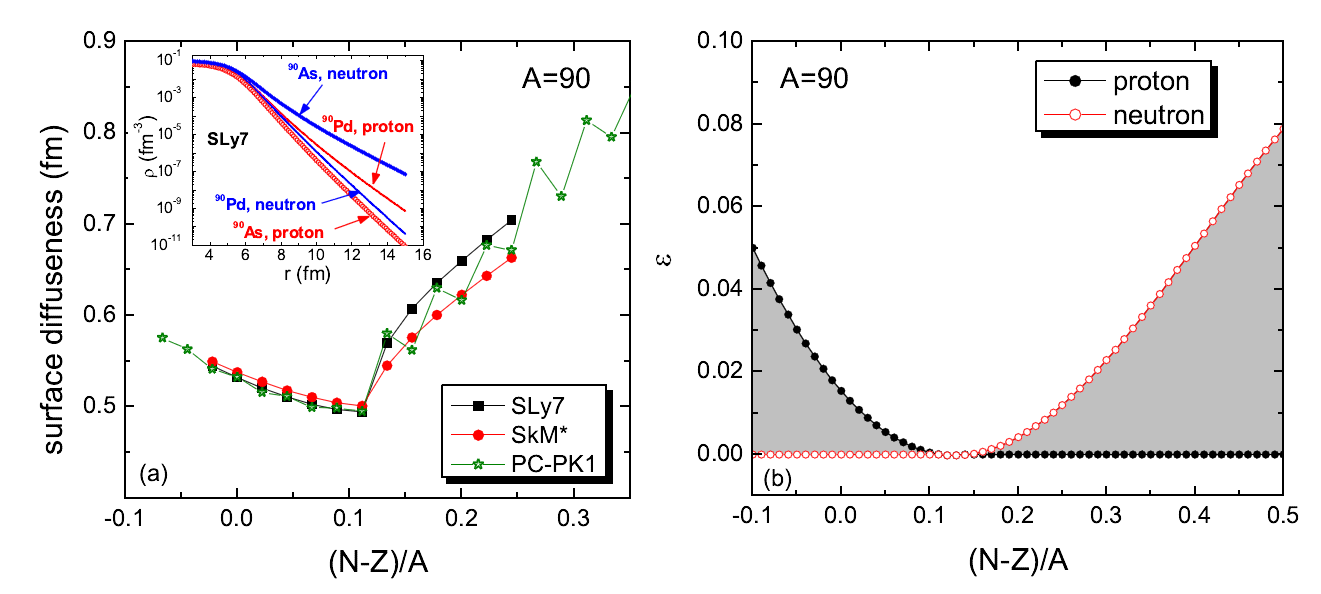 0.9
0.8
0.7
0.6
0.5
surface diffuseness (fm)
-0.1 0.0 0.1 0.2 0.3
(N-Z)/A
A=90
(a)
SLy7
SkM*
PC-PK1
10⁻¹
10⁻³
10⁻⁵
10⁻⁷
10⁻⁹
10⁻¹¹
ρ (fm⁻³)
4 6 8 10 12 14 16
r (fm)
SLy7
⁹⁰As, neutron
⁹⁰Pd, proton
⁹⁰Pd, neutron
⁹⁰As, proton
0.10
0.08
0.06
0.04
0.02
0.00
ε
-0.1 0.0 0.1 0.2 0.3 0.4 0.5
(N-Z)/A
A=90
proton
neutron
(b)